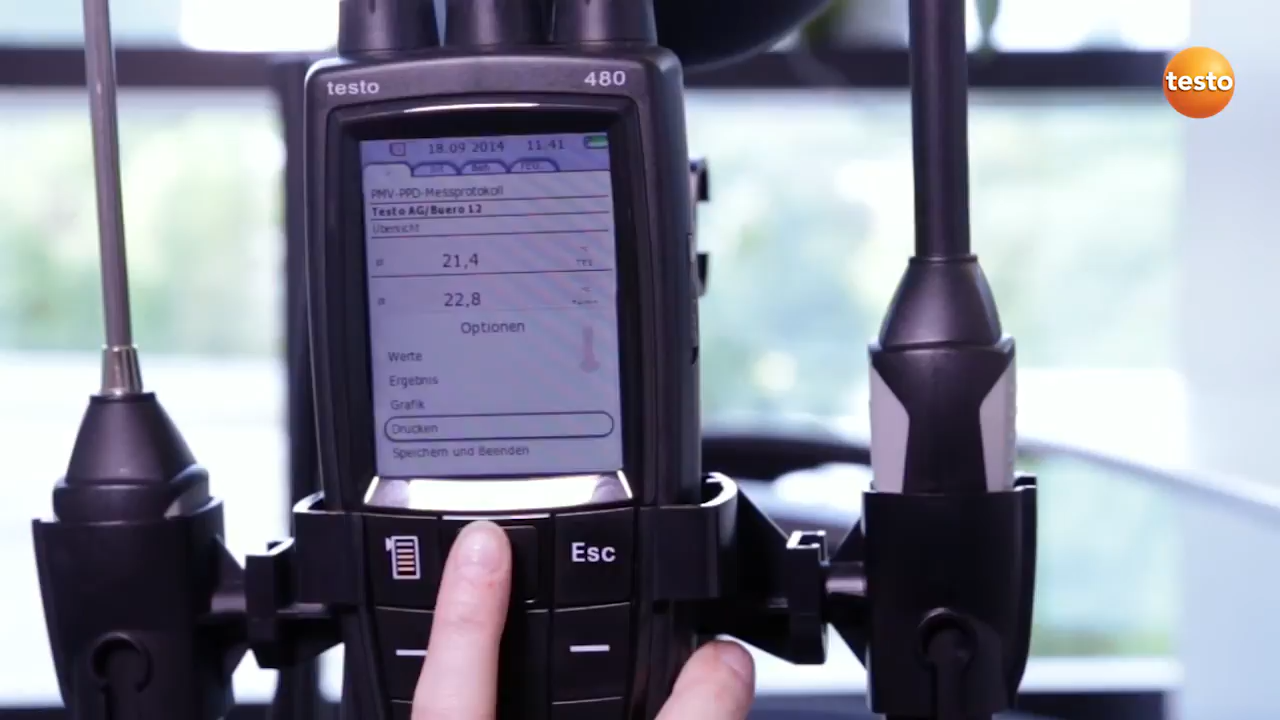 testo
480
testo
18.09.2014 11.41
PMV-PPD-Messprotokoll
Testo AG/Buero 12
Übersicht
ø 21,4 °C
ø 22,8 °C
Optionen
Werte
Ergebnis
Grafik
Drucken
Speichern und Beenden
Esc